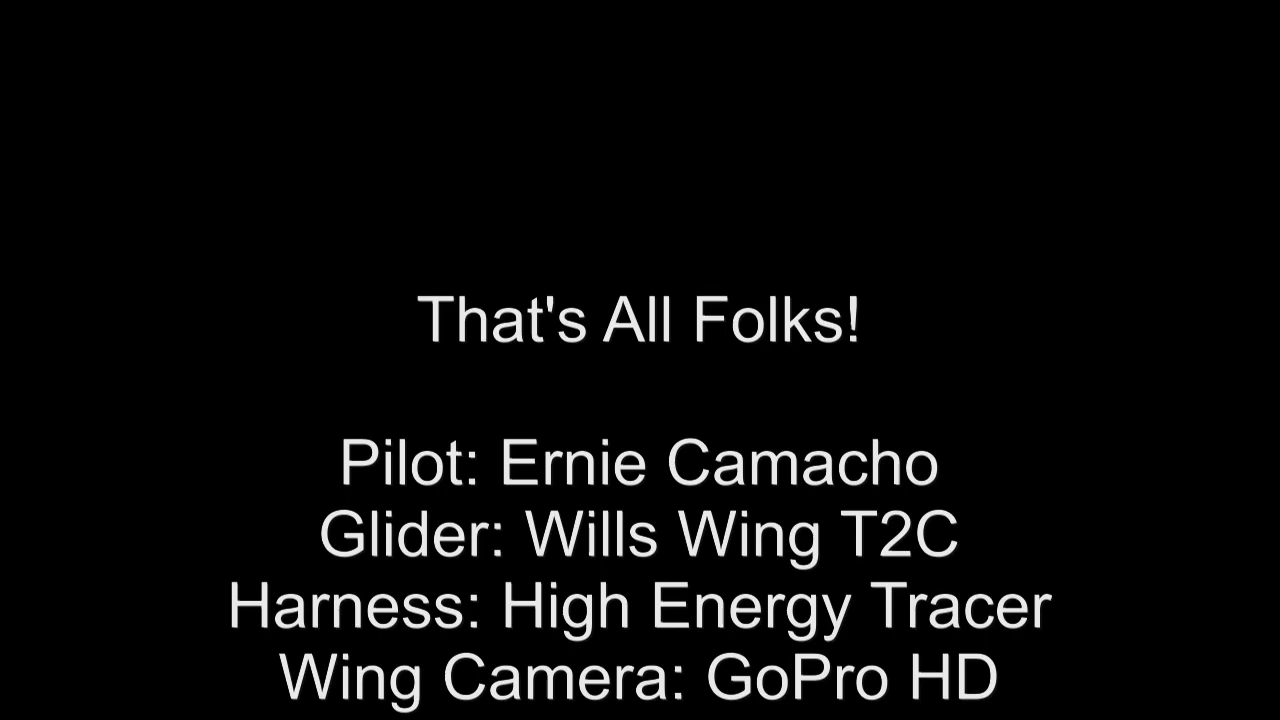 That's All Folks!
Pilot: Ernie Camacho
Glider: Wills Wing T2C
Harness: High Energy Tracer
Wing Camera: GoPro HD